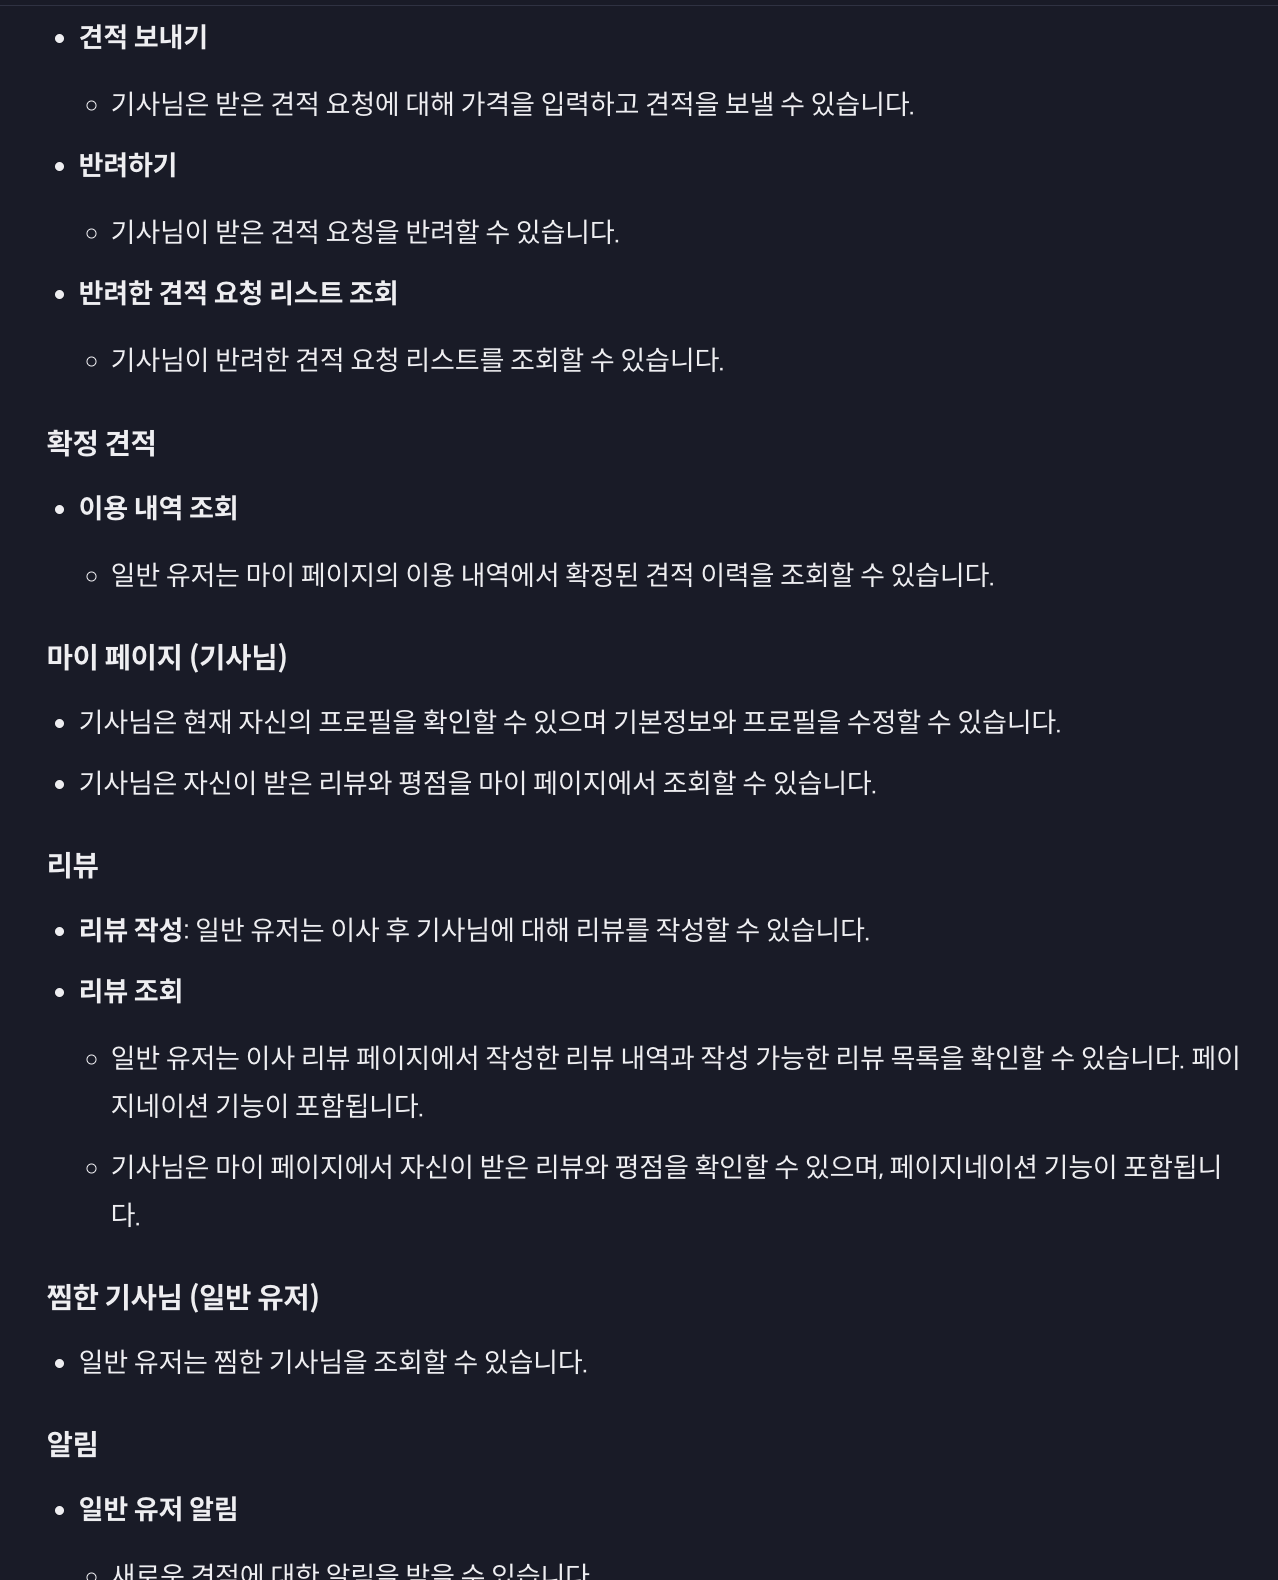 견적 보내기
기사님은 받은 견적 요청에 대해 가격을 입력하고 견적을 보낼 수 있습니다.
반려하기
기사님이 받은 견적 요청을 반려할 수 있습니다.
반려한 견적 요청 리스트 조회
기사님이 반려한 견적 요청 리스트를 조회할 수 있습니다.
확정 견적
이용 내역 조회
일반 유저는 마이 페이지의 이용 내역에서 확정된 견적 이력을 조회할 수 있습니다.
마이 페이지 (기사님)
기사님은 현재 자신의 프로필을 확인할 수 있으며 기본정보와 프로필을 수정할 수 있습니다.
기사님은 자신이 받은 리뷰와 평점을 마이 페이지에서 조회할 수 있습니다.
리뷰
리뷰 작성: 일반 유저는 이사 후 기사님에 대해 리뷰를 작성할 수 있습니다.
리뷰 조회
일반 유저는 이사 리뷰 페이지에서 작성한 리뷰 내역과 작성 가능한 리뷰 목록을 확인할 수 있습니다. 페이
지네이션 기능이 포함됩니다.
기사님은 마이 페이지에서 자신이 받은 리뷰와 평점을 확인할 수 있으며, 페이지네이션 기능이 포함됩니
다.
찜한 기사님 (일반 유저)
일반 유저는 찜한 기사님을 조회할 수 있습니다.
알림
일반 유저 알림
새로운 견적에 대한 알림을 받을 수 있습니다